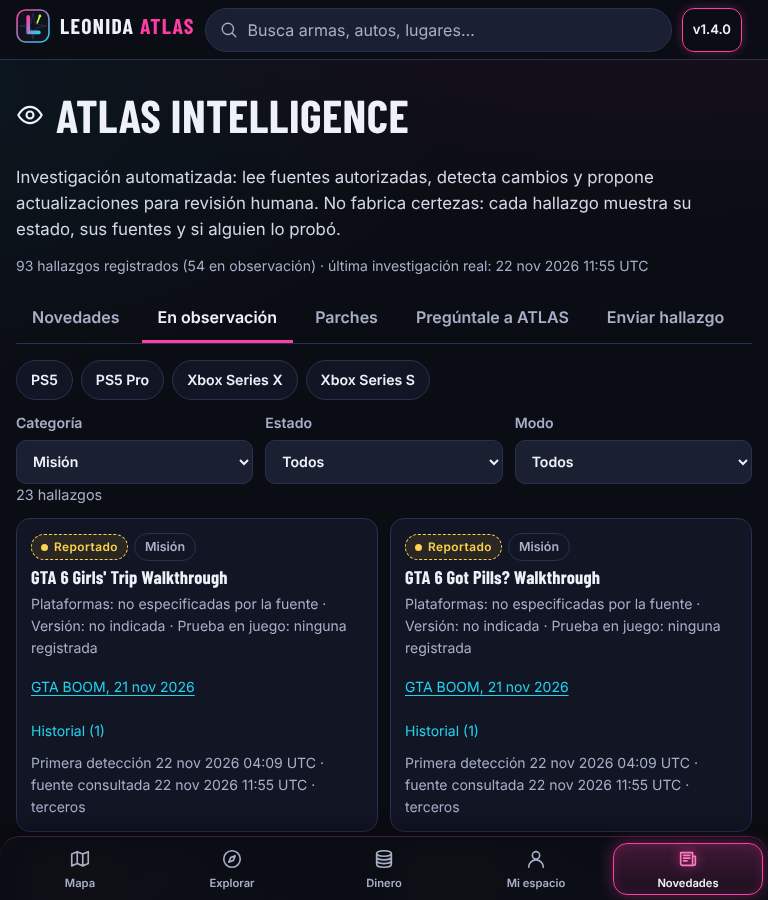 LEONIDA ATLAS
Busca armas, autos, lugares...
v1.4.0
ATLAS INTELLIGENCE
Investigación automatizada: lee fuentes autorizadas, detecta cambios y propone
actualizaciones para revisión humana. No fabrica certezas: cada hallazgo muestra su
estado, sus fuentes y si alguien lo probó.
93 hallazgos registrados (54 en observación) · última investigación real: 22 nov 2026 11:55 UTC
Novedades
En observación
Parches
Pregúntale a ATLAS
Enviar hallazgo
PS5
PS5 Pro
Xbox Series X
Xbox Series S
Categoría
Estado
Modo
Misión
Todos
Todos
23 hallazgos
Reportado
Misión
GTA 6 Girls' Trip Walkthrough
Plataformas: no especificadas por la fuente ·
Versión: no indicada · Prueba en juego: ninguna
registrada
GTA BOOM, 21 nov 2026
Historial (1)
Primera detección 22 nov 2026 04:09 UTC ·
fuente consultada 22 nov 2026 11:55 UTC ·
terceros
Reportado
Misión
GTA 6 Got Pills? Walkthrough
Plataformas: no especificadas por la fuente ·
Versión: no indicada · Prueba en juego: ninguna
registrada
GTA BOOM, 21 nov 2026
Historial (1)
Primera detección 22 nov 2026 04:09 UTC ·
fuente consultada 22 nov 2026 11:55 UTC ·
terceros
Mapa
Explorar
Dinero
Mi espacio
Novedades